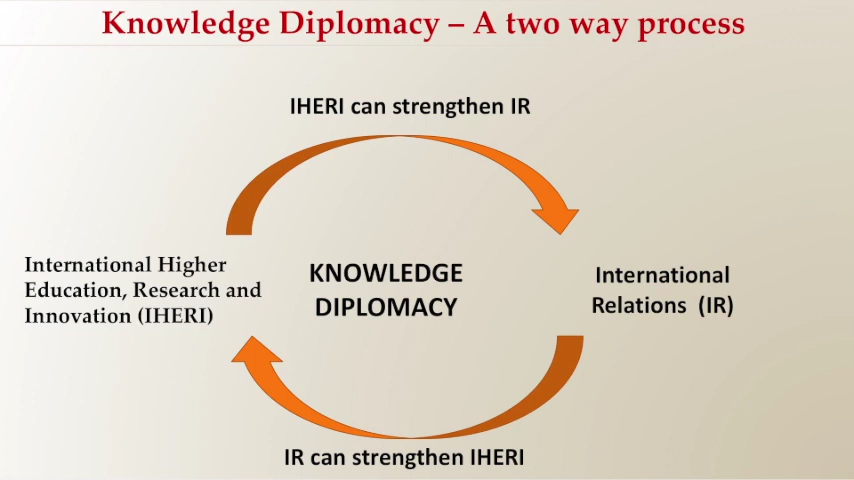 Knowledge Diplomacy – A two way process
IHERI can strengthen IR
International Higher
Education, Research and
Innovation (IHERI)
KNOWLEDGE
DIPLOMACY
International
Relations (IR)
IR can strengthen IHERI